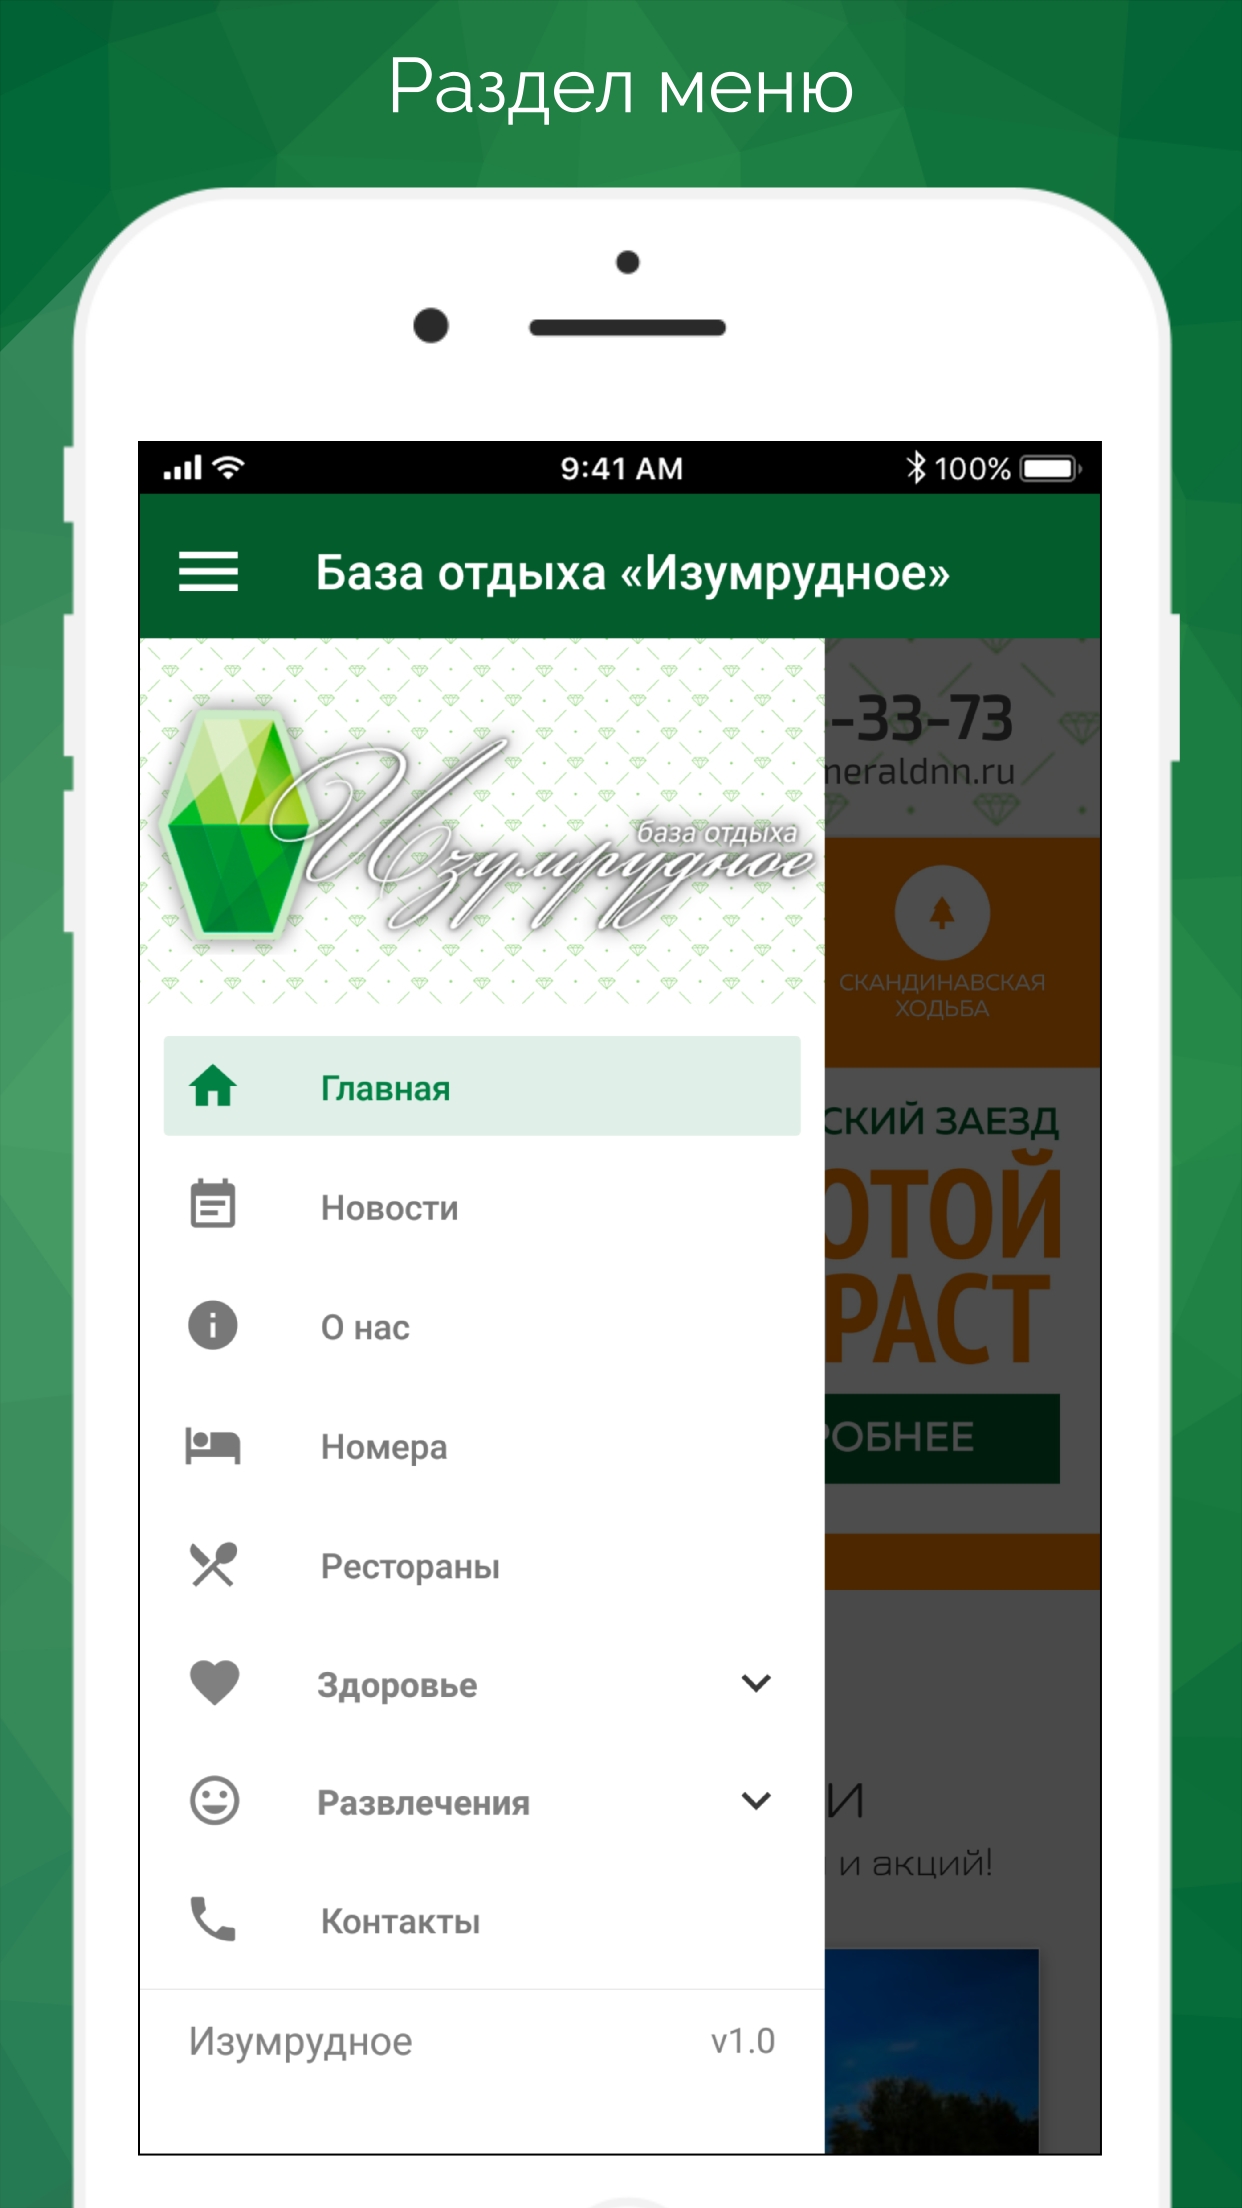 Раздел меню
9:41 AM
100%
База отдыха «Изумрудное»
-33-73
neraldnn.ru
база отдыха
Изумрудное
СКАНДИНАВСКАЯ
ХОДЬБА
Главная
СКИЙ ЗАЕЗД
ОТОЙ
РАСТ
Новости
О нас
Номера
РОБНЕЕ
Рестораны
Здоровье
Развлечения
И
и акций!
Контакты
Изумрудное
v1.0